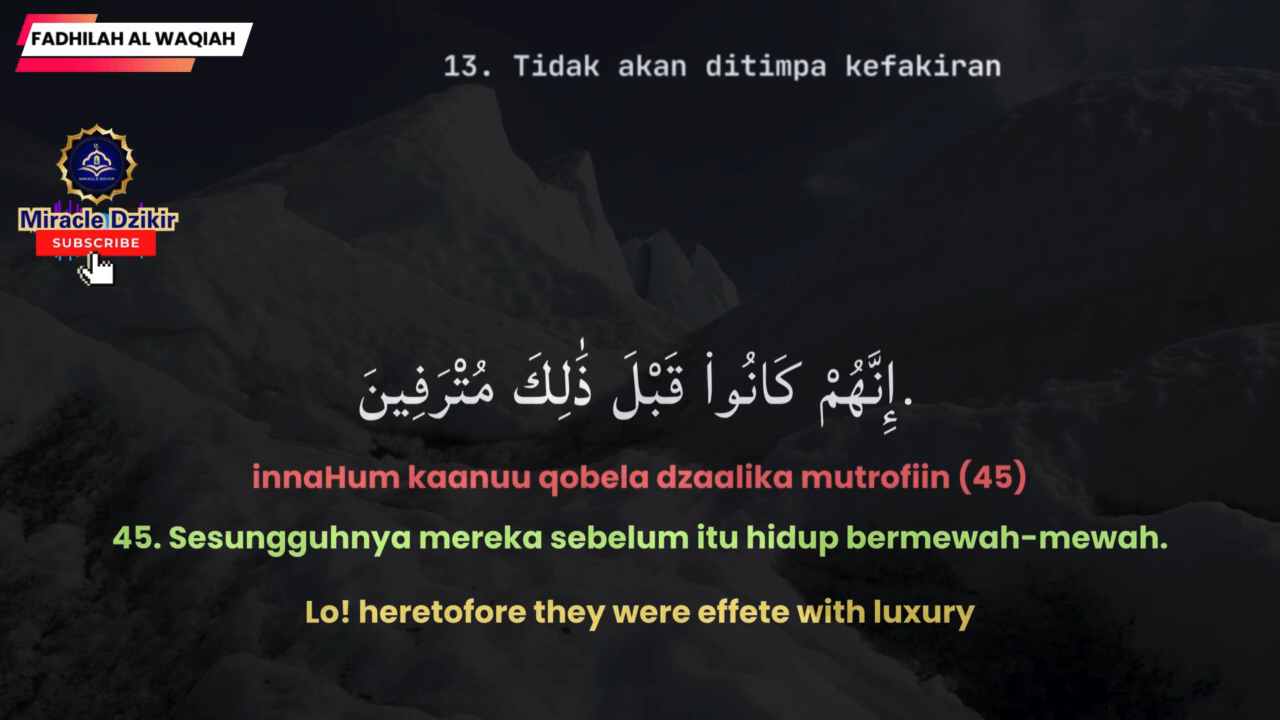 FADHILAH AL WAQIAH
13. Tidak akan ditimpa kefakiran
Miracle Dzikir
SUBSCRIBE
إِنَّهُمْ كَانُوا۟ قَبْلَ ذَٰلِكَ مُتْرَفِينَ.
innaHum kaanuu qobela dzaalika mutrofiin (45)
45. Sesungguhnya mereka sebelum itu hidup bermewah-mewah.
Lo! heretofore they were effete with luxury